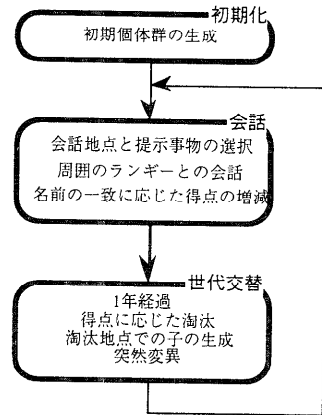 初期化
初期個体群の生成
会話
会話地点と提示事物の選択
周囲のランギーとの会話
名前の一致に応じた得点の増減
世代交替
1年経過
得点に応じた淘汰
淘汰地点での子の生成
突然変異